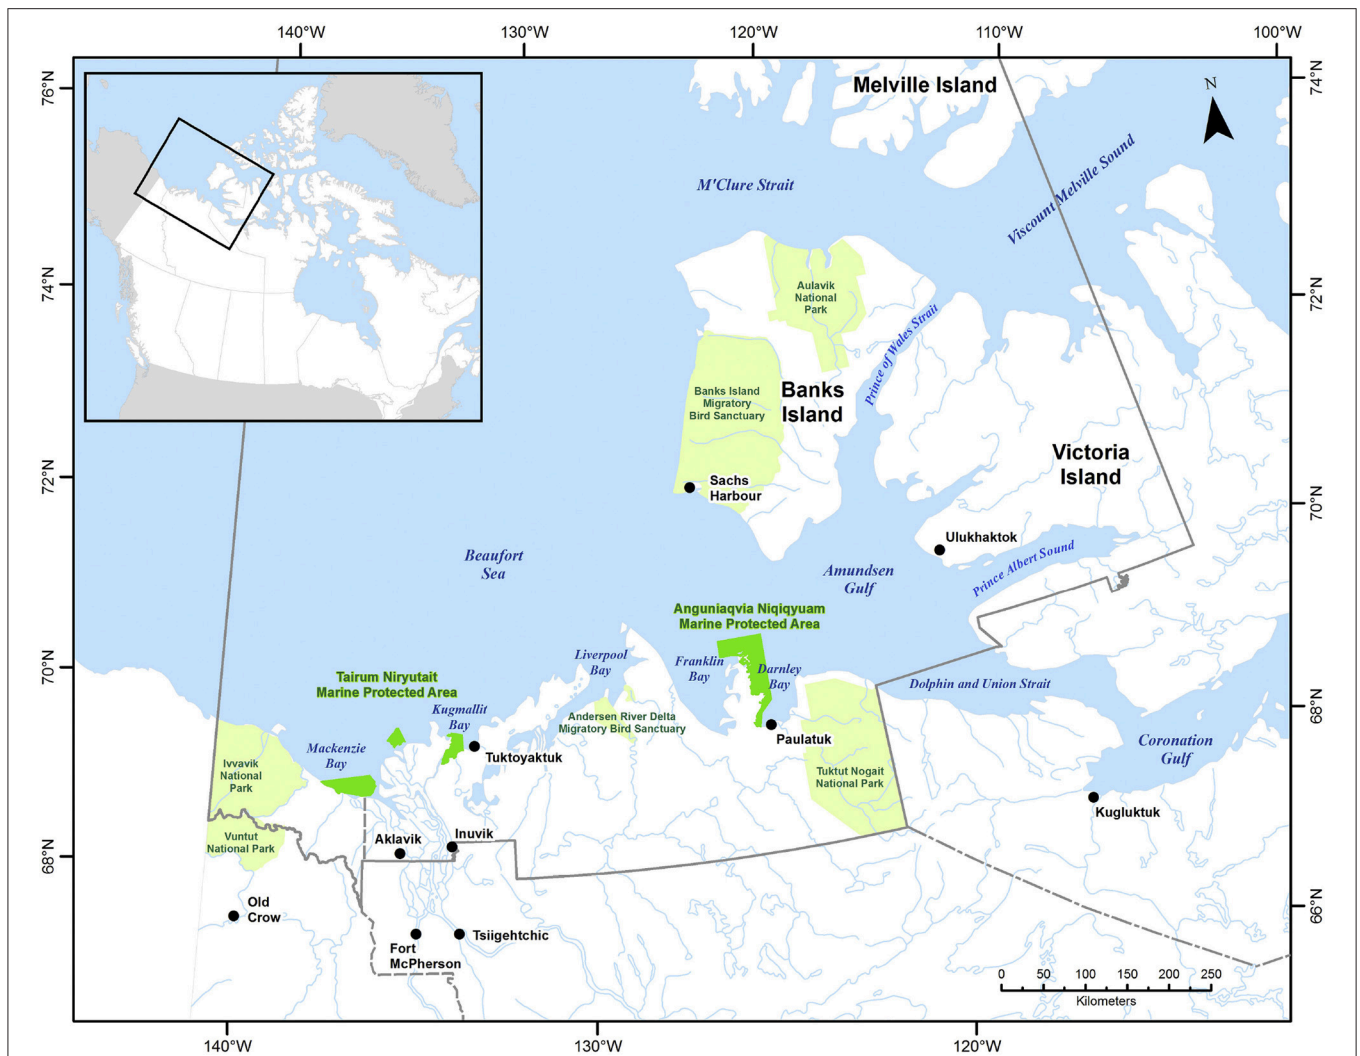 140°W
130°W
120°W
110°W
100°W
76°N
74°N
72°N
70°N
68°N
74°N
72°N
70°N
68°N
66°N
N
Melville Island
M'Clure Strait
Viscount Melville Sound
Aulavik
National
Park
Prince of Wales Strait
Banks Island
Migratory
Bird Sanctuary
Banks
Island
Victoria
Island
Sachs
Harbour
Ulukhaktok
Beaufort
Sea
Amundsen
Gulf
Prince Albert Sound
Anguniaqvia Niqiqyuam
Marine Protected Area
Liverpool
Bay
Franklin
Bay
Darnley
Bay
Tairum Niryutait
Marine Protected Area
Kugmallit
Bay
Dolphin and Union Strait
Andersen River Delta
Migratory Bird Sanctuary
Paulatuk
Mackenzie
Bay
Tuktoyaktuk
Coronation
Gulf
Ivvavik
National
Park
Tuktut Nogait
National Park
Kugluktuk
Vuntut
National Park
Aklavik
Inuvik
Old
Crow
Fort
McPherson
Tsiigehtchic
0 50 100 150 200 250
Kilometers
140°W
130°W
120°W